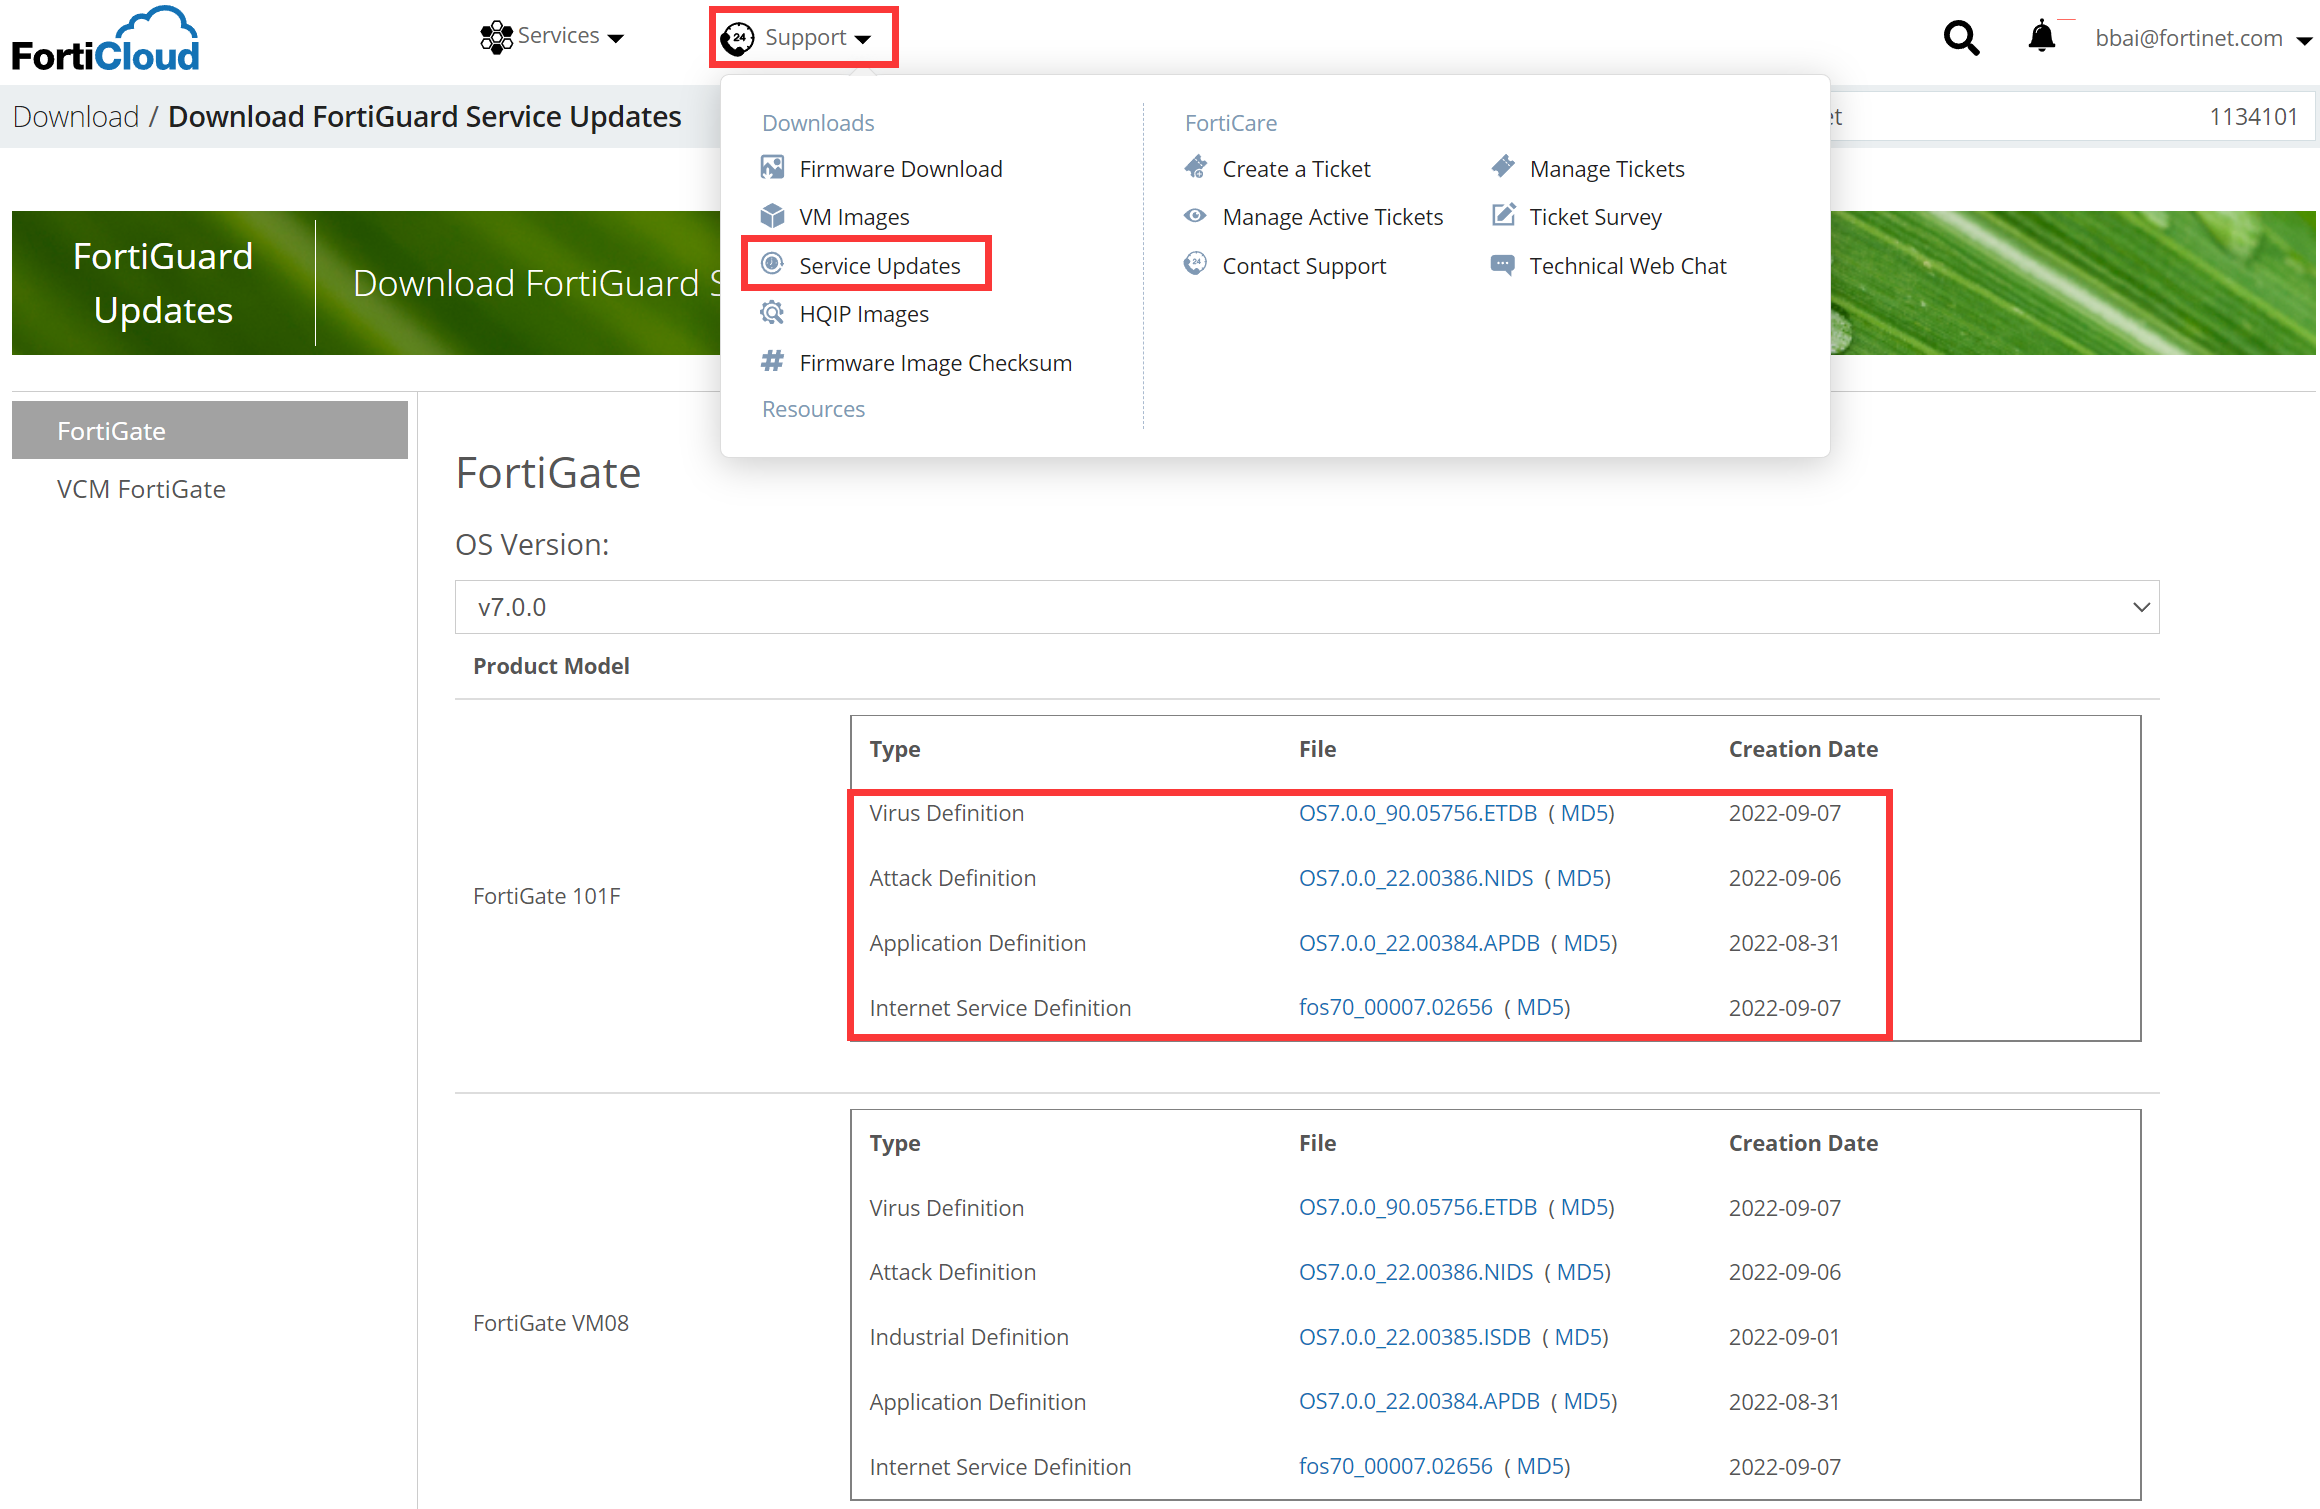 FortiCloud
Services
24 Support
bbai@fortinet.com
Download / Download FortiGuard Service Updates
et 1134101
Downloads
Firmware Download
VM Images
Service Updates
HQIP Images
Firmware Image Checksum
Resources
FortiCare
Create a Ticket
Manage Active Tickets
24 Contact Support
Manage Tickets
Ticket Survey
Technical Web Chat
FortiGuard
Updates
Download FortiGuard S
FortiGate
VCM FortiGate
FortiGate
OS Version:
v7.0.0
Product Model
Type File Creation Date
Virus Definition OS7.0.0_90.05756.ETDB ( MD5) 2022-09-07
Attack Definition OS7.0.0_22.00386.NIDS ( MD5) 2022-09-06
FortiGate 101F
Application Definition OS7.0.0_22.00384.APDB ( MD5) 2022-08-31
Internet Service Definition fos70_00007.02656 ( MD5) 2022-09-07
Type File Creation Date
Virus Definition OS7.0.0_90.05756.ETDB ( MD5) 2022-09-07
Attack Definition OS7.0.0_22.00386.NIDS ( MD5) 2022-09-06
FortiGate VM08
Industrial Definition OS7.0.0_22.00385.ISDB ( MD5) 2022-09-01
Application Definition OS7.0.0_22.00384.APDB ( MD5) 2022-08-31
Internet Service Definition fos70_00007.02656 ( MD5) 2022-09-07